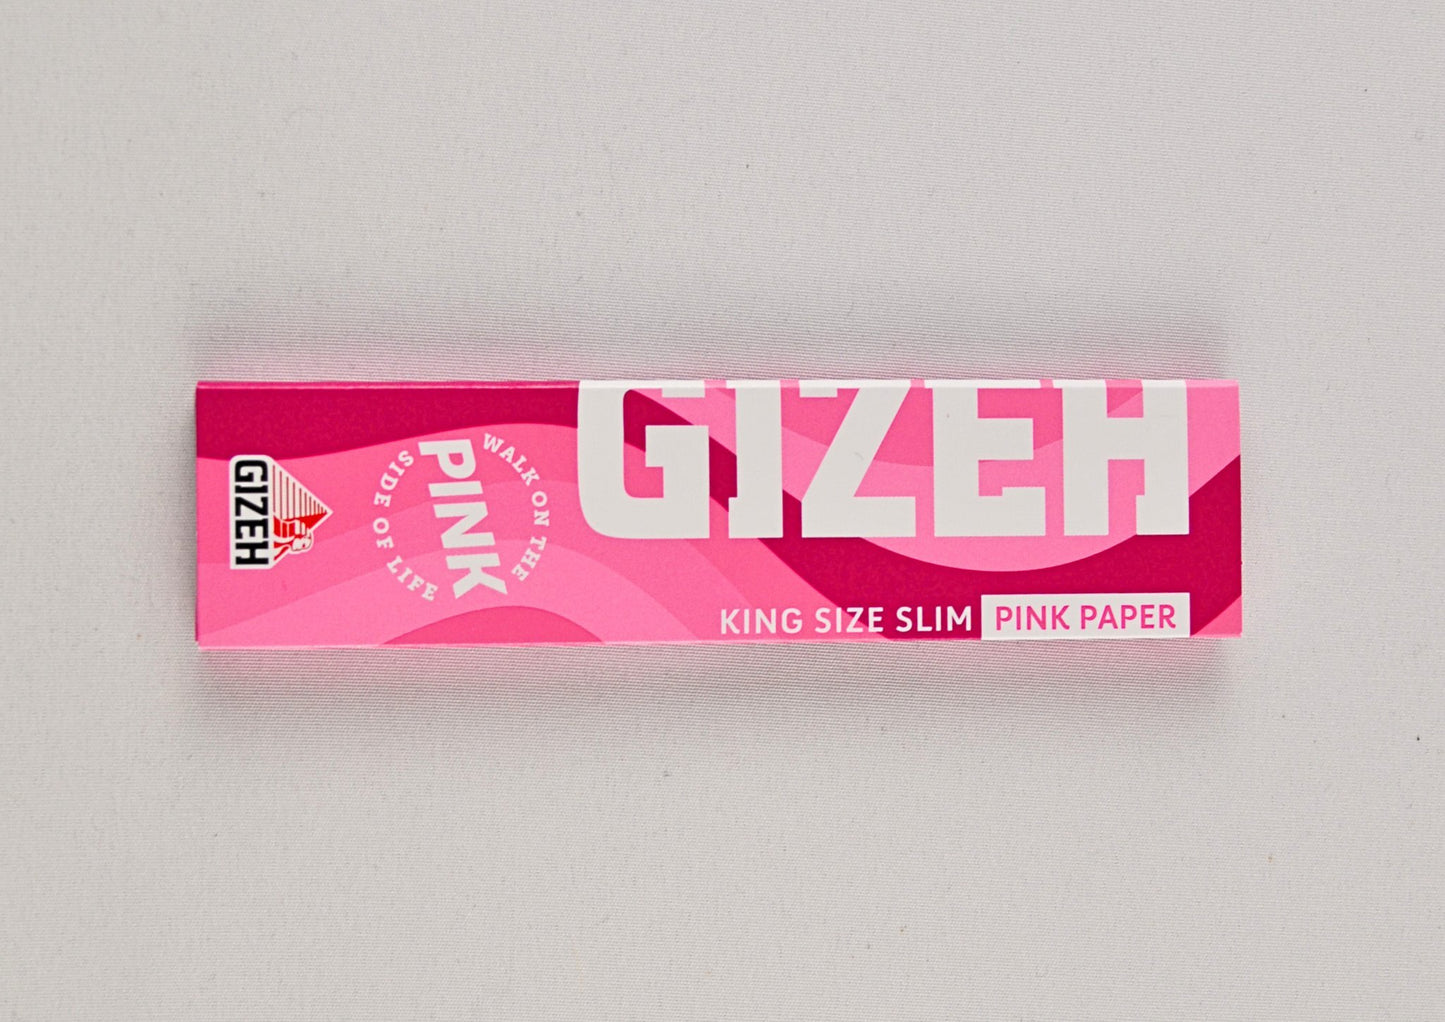 GIZEH
WALK ON THE
PINK
SIDE OF LIFE
GIZEH
KING SIZE SLIM PINK PAPER